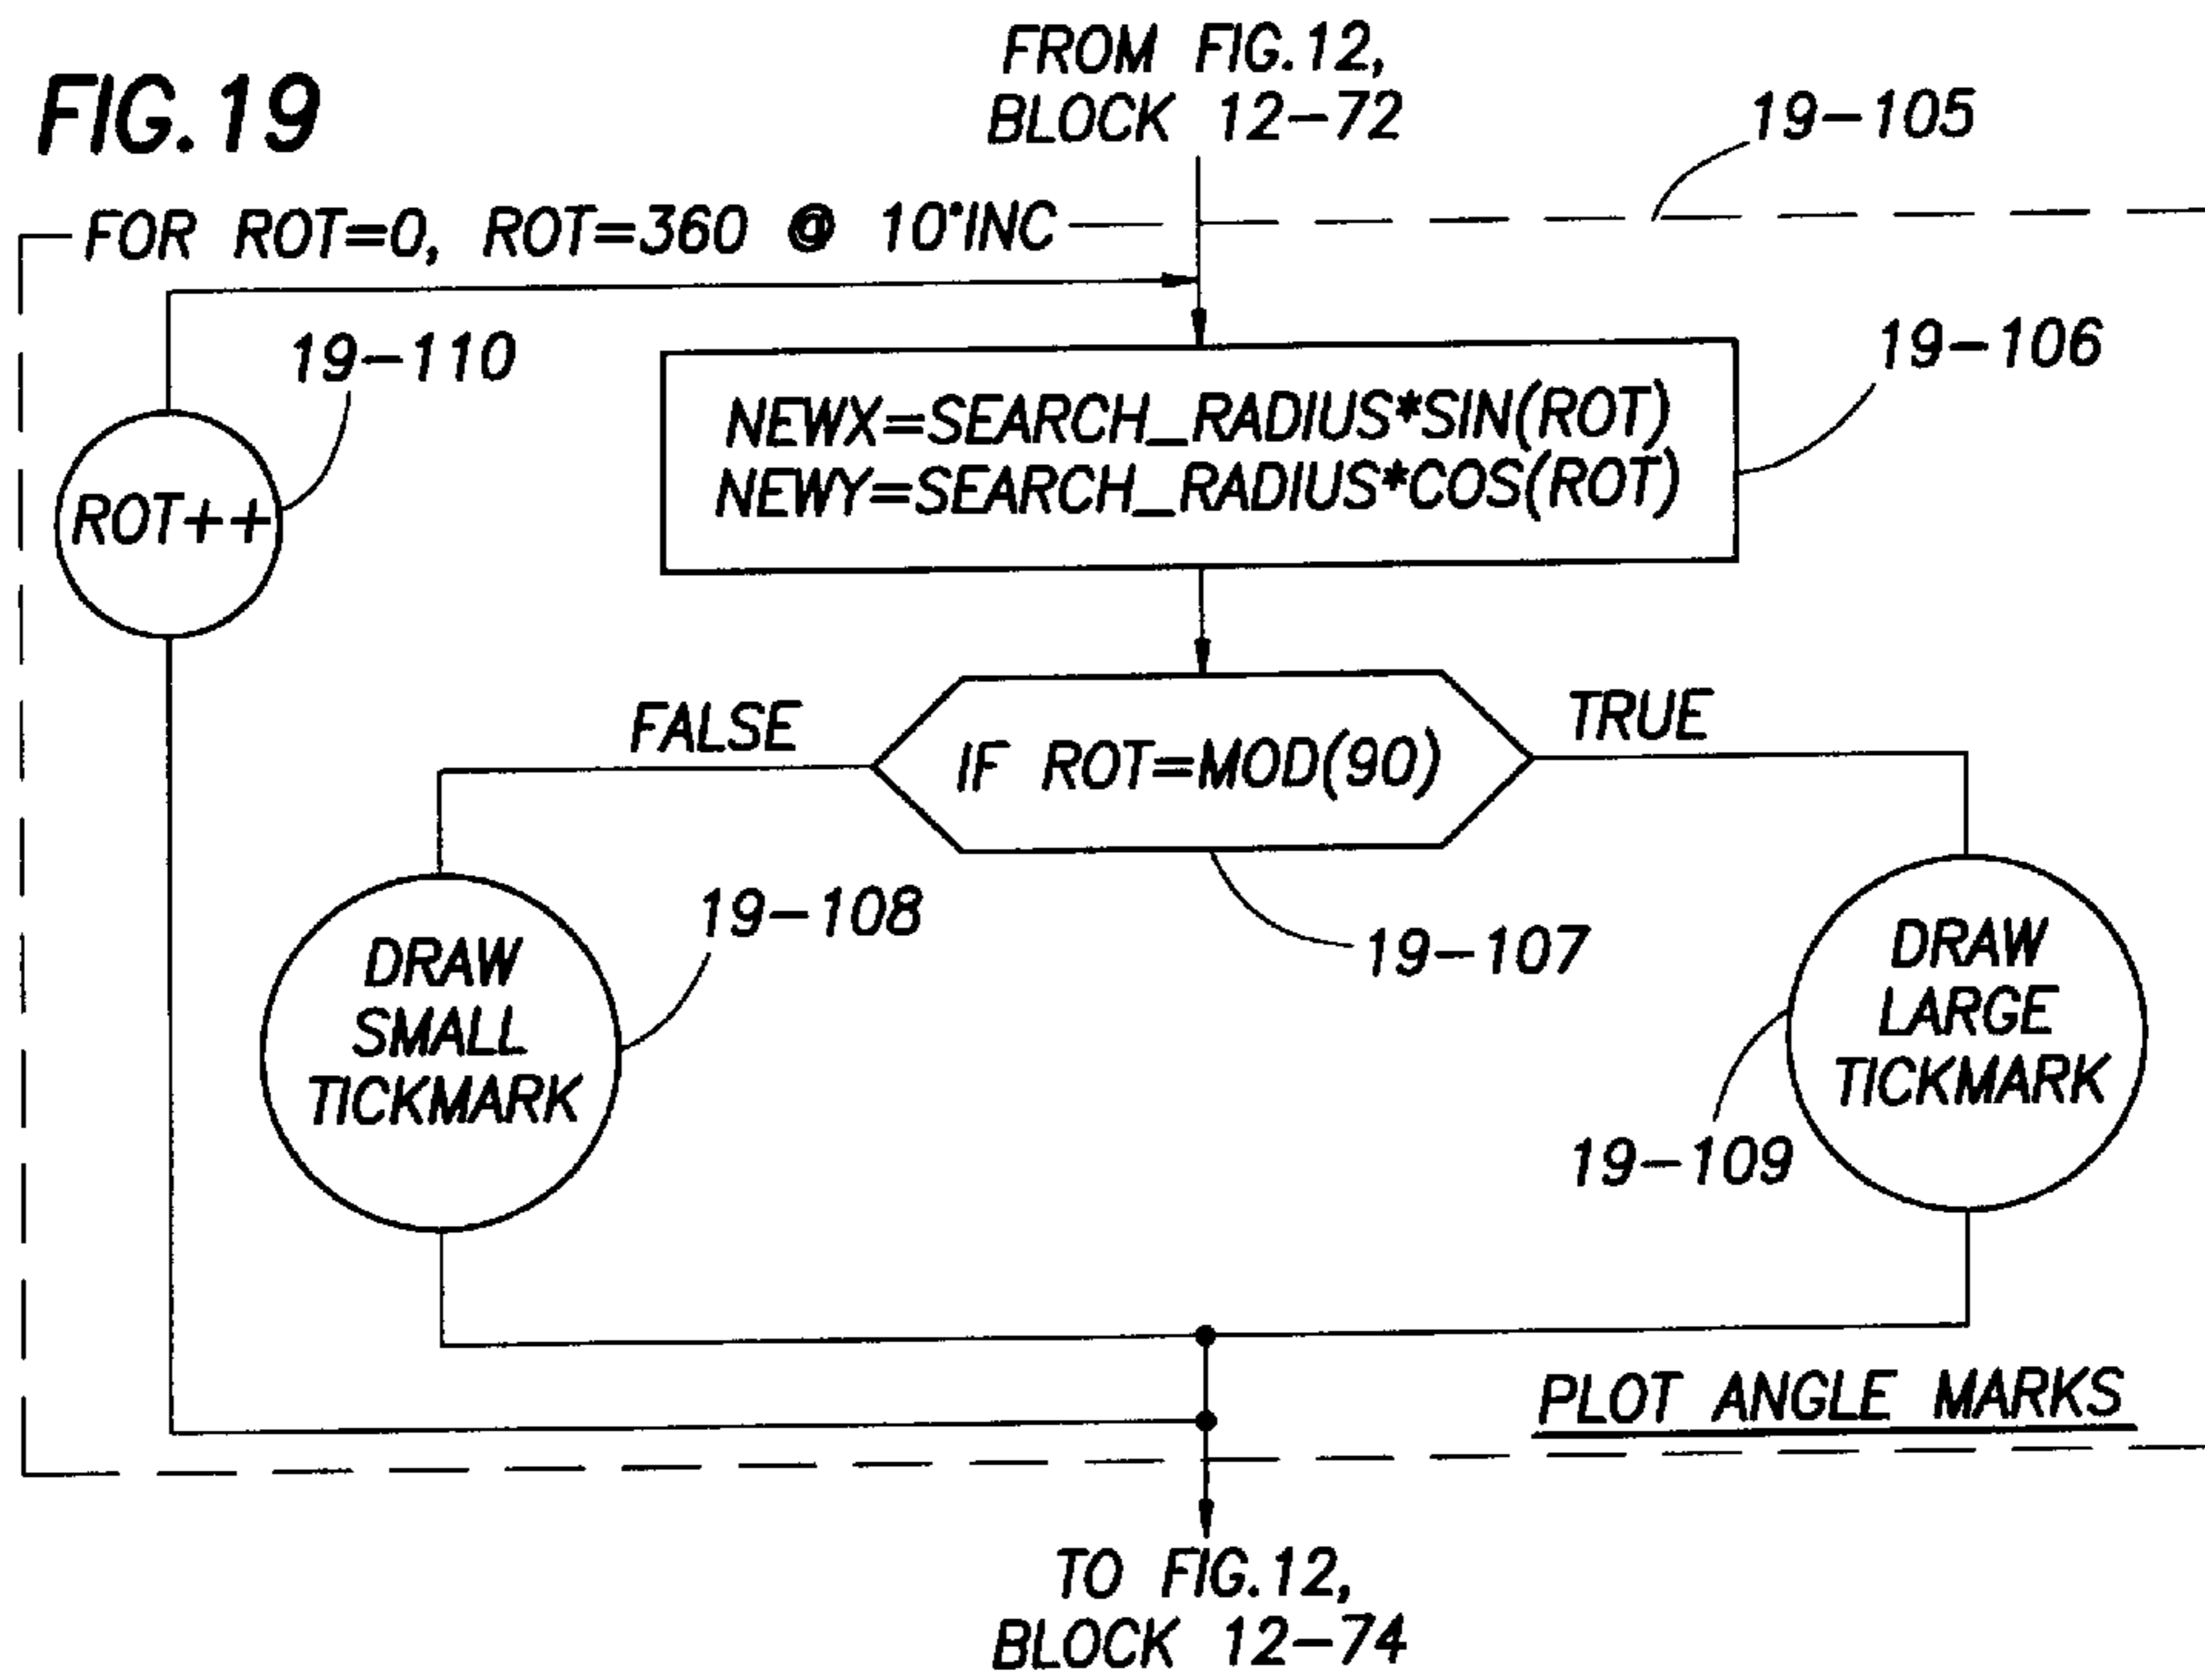 FIG.19
FROM FIG.12,
BLOCK 12-72
19-105
FOR ROT=0, ROT=360 @ 10°INC
19-110
19-106
NEWX=SEARCH_RADIUS*SIN(ROT)
NEWY=SEARCH_RADIUS*COS(ROT)
ROT++
FALSE
IF ROT=MOD(90)
TRUE
19-108
19-107
DRAW
SMALL
TICKMARK
DRAW
LARGE
TICKMARK
19-109
PLOT ANGLE MARKS
TO FIG.12,
BLOCK 12-74